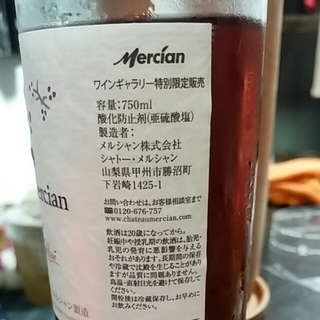 Mercian
ワインギャラリー特別限定販売
容量:750ml
酸化防止剤(亜硫酸塩)
製造者:
メルシャン株式会社
シャトー・メルシャン
山梨県甲州市勝沼町
下岩崎1425-1
お問い合わせは、お客様相談室まで
0120-676-757
www.chateaumercian.com
飲酒は20歳になってから。
妊娠中や授乳期の飲酒は、胎児・
乳児の発育に悪影響を与える
おそれがあります。長期間の保存
や冷蔵で沈殿を生じることがあり
ますが品質に問題ありません。
高温・直射日光を避けて保存して
ください。
開栓後は冷蔵保存し、お早め
ercian
シャン製造